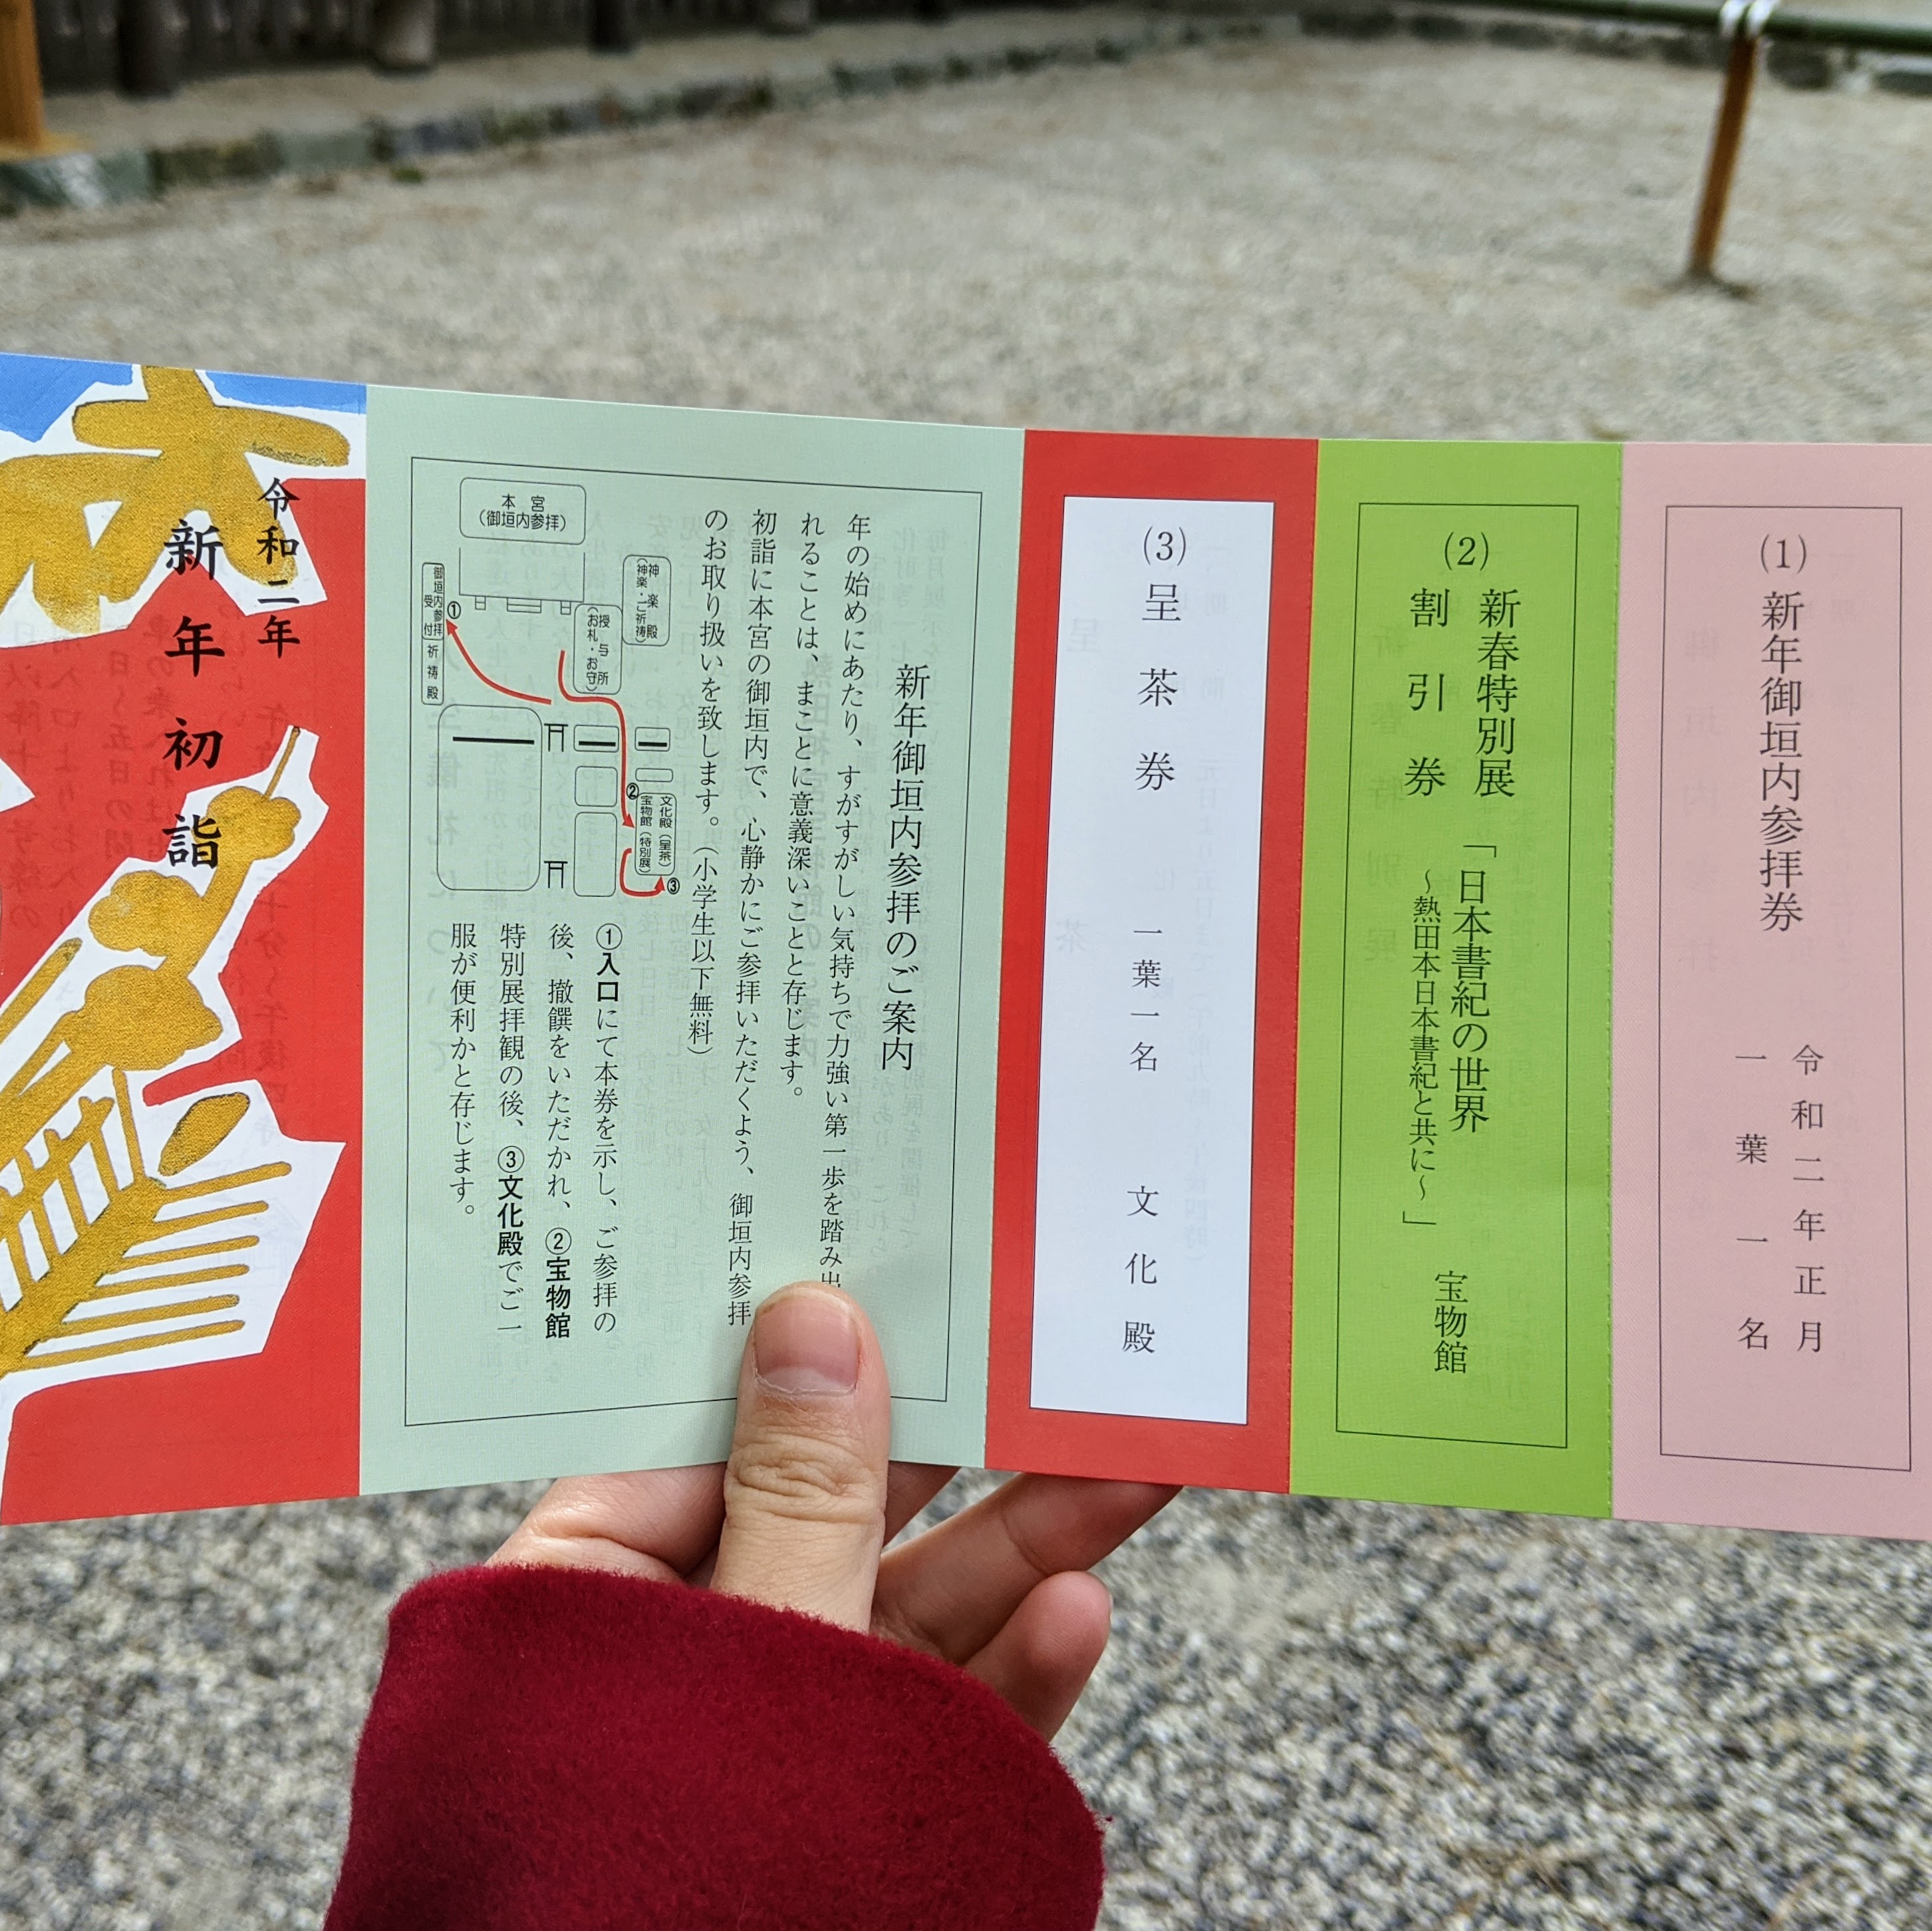 (1)新年御垣内参拝券
令和二年正月
一葉一名
(2)新春特別展
割引券
「日本書紀の世界
～熱田本日本書紀と共に～」
宝物館
(3)呈茶券
一葉一名
文化殿
新年御垣内参拝のご案内
年の始めにあたり、すがすがしい気持ちで力強い第一歩を踏み出
れることは、まことに意義深いことと存じます。
初詣に本宮の御垣内で、心静かにご参拝いただくよう、御垣内参拝
のお取り扱いを致します。(小学生以下無料)
①入口にて本券を示し、ご参拝の
後、撤饌をいただかれ、②宝物館
特別展拝観の後、③文化殿でご一
服が便利かと存じます。
本宮
(御垣内参拝)
神楽殿
(神楽・ご祈祷)
授与所
(お札・お守)
御垣内参拝
受付
祈祷殿
①
②
文化殿(呈茶)
宝物館(特別展)
③
令和二年
新年初詣